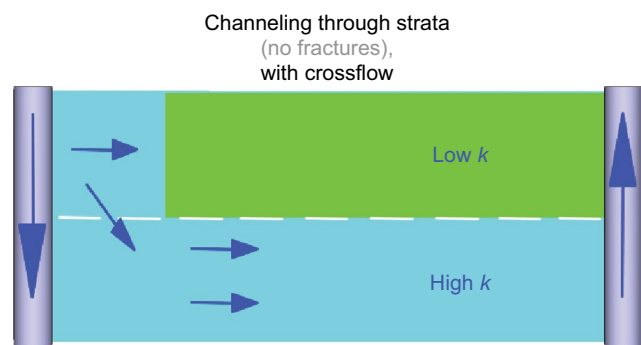 Channeling through strata
(no fractures),
with crossflow
Low k
High k